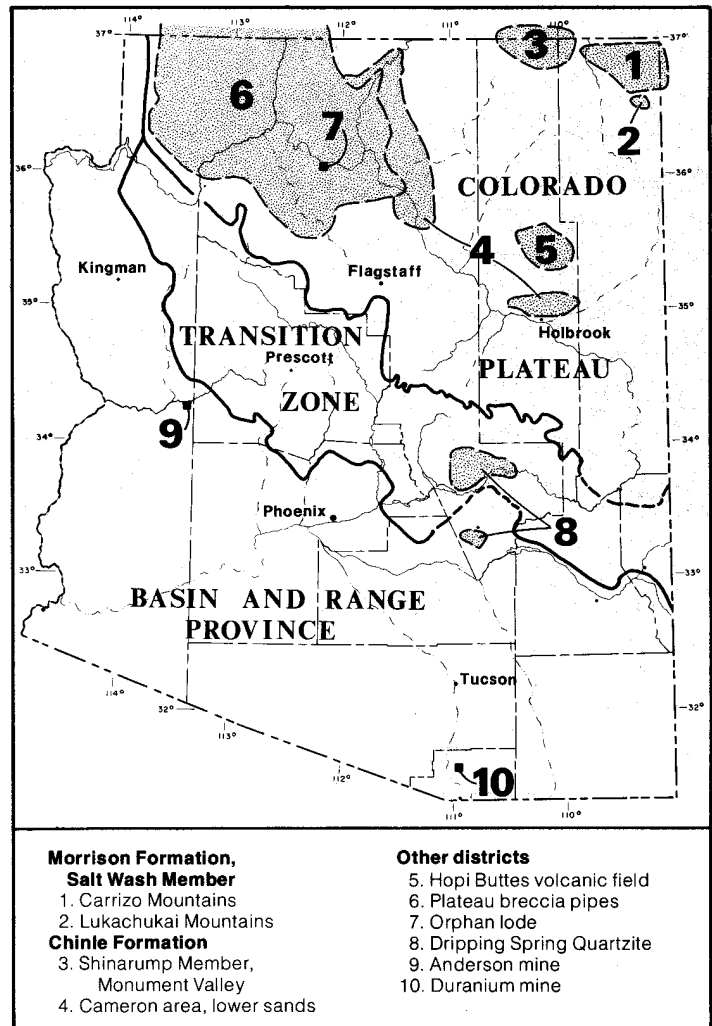 114° 113° 112° 111° 110°
37° 37°
3
1
6
2
7
36° 36°
COLORADO
4
5
Kingman
Flagstaff
35° 35°
TRANSITION
Holbrook
Prescott
PLATEAU
ZONE
9
34° 34°
Phoenix
8
33° 33°
BASIN AND RANGE
PROVINCE
Tucson
114°
32° 32°
113°
10
112°
111° 110°
Morrison Formation,
Salt Wash Member
1. Carrizo Mountains
2. Lukachukai Mountains
Chinle Formation
3. Shinarump Member,
Monument Valley
4. Cameron area, lower sands
Other districts
5. Hopi Buttes volcanic field
6. Plateau breccia pipes
7. Orphan lode
8. Dripping Spring Quartzite
9. Anderson mine
10. Duranium mine